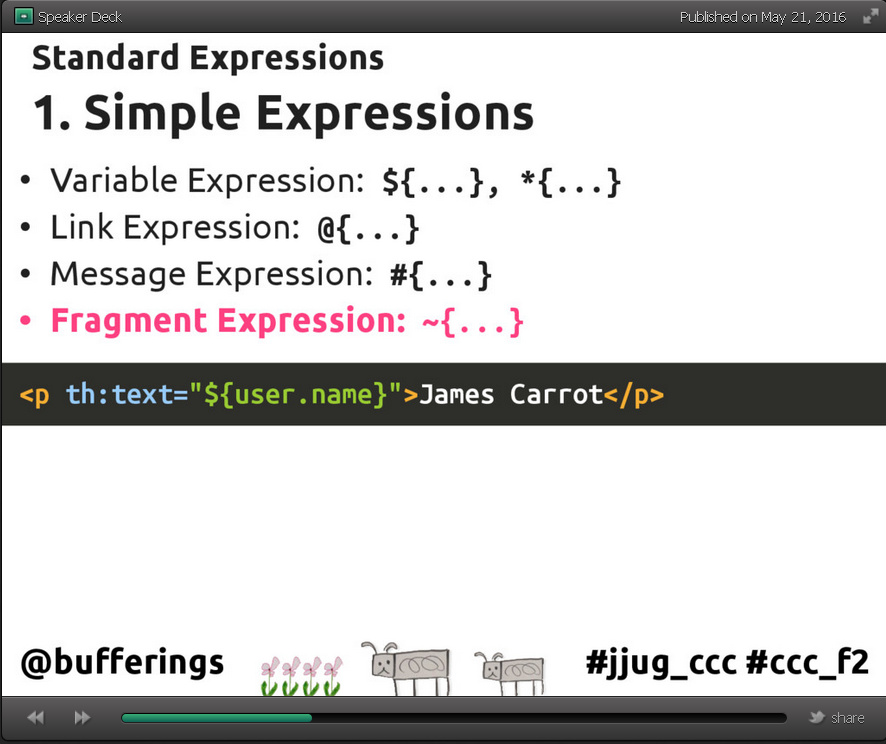 Speaker Deck
Published on May 21, 2016
Standard Expressions
1. Simple Expressions
• Variable Expression: ${...}, *{...}
• Link Expression: @{...}
• Message Expression: #{...}
• Fragment Expression: ~{...}
<p th:text="${user.name}">James Carrot</p>
@bufferings
#jjug_ccc #ccc_f2
share